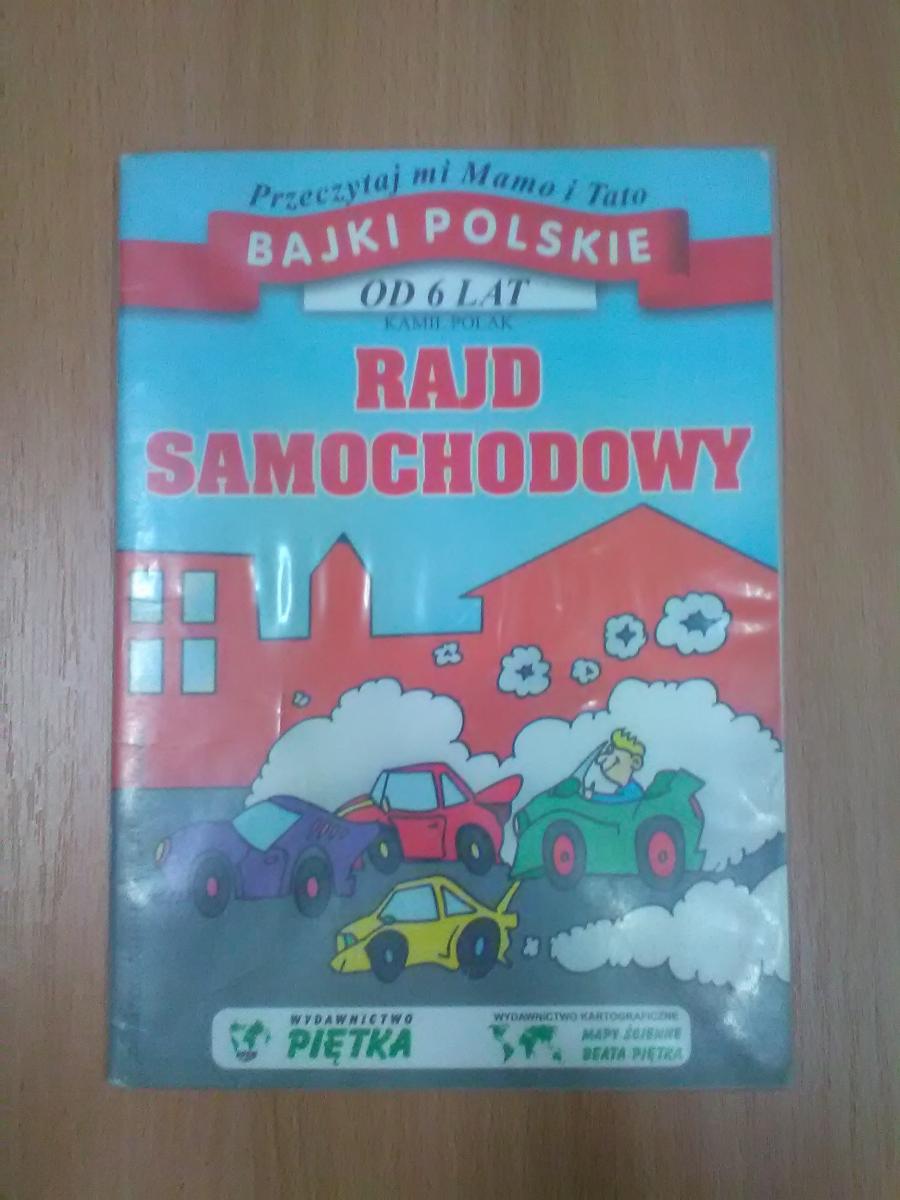 Przeczytaj mi Mamo i Tato
BAJKI POLSKIE
OD 6 LAT
KAMIL POLAK
RAJD
SAMOCHODOWY
WYDAWNICTWO
PIĘTKA
WYDAWNICTWO KARTOGRAFICZNE
MAPY ŚCIENNE
BEATA PIĘTKA